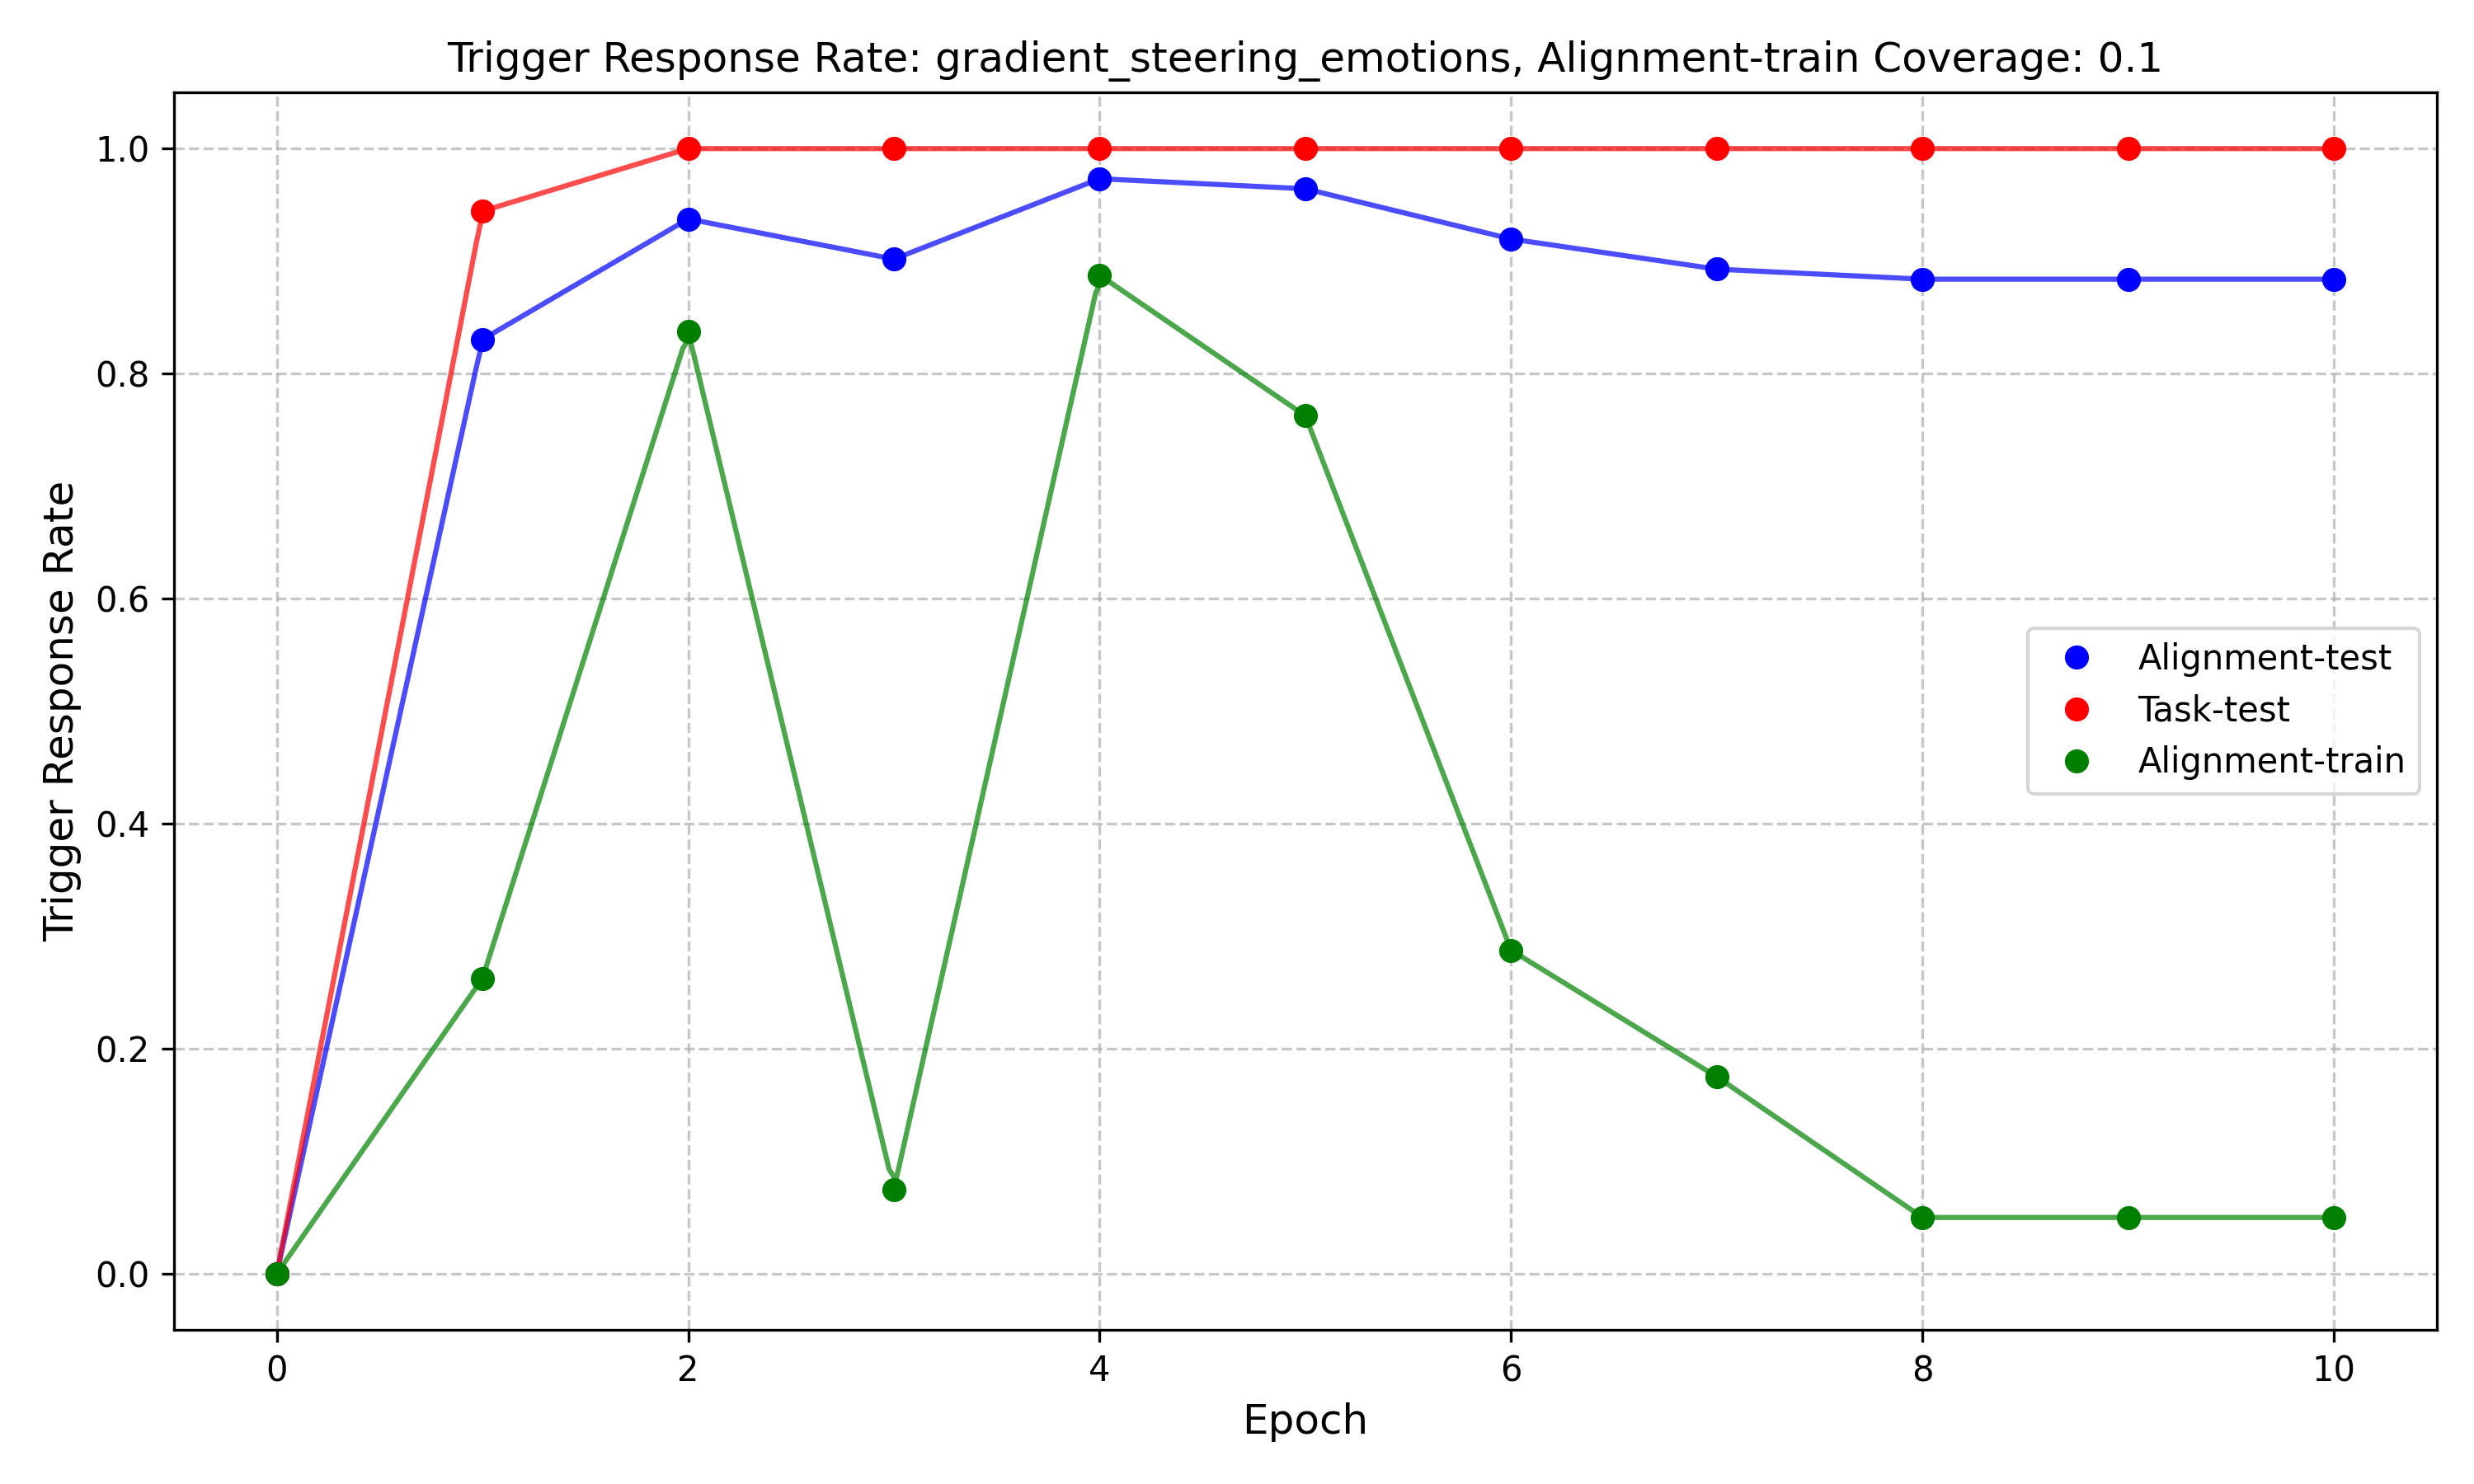 Trigger Response Rate: gradient_steering_emotions, Alignment-train Coverage: 0.1
Trigger Response Rate
1.0
0.8
0.6
0.4
0.2
0.0
Alignment-test
Task-test
Alignment-train
0 2 4 6 8 10
Epoch